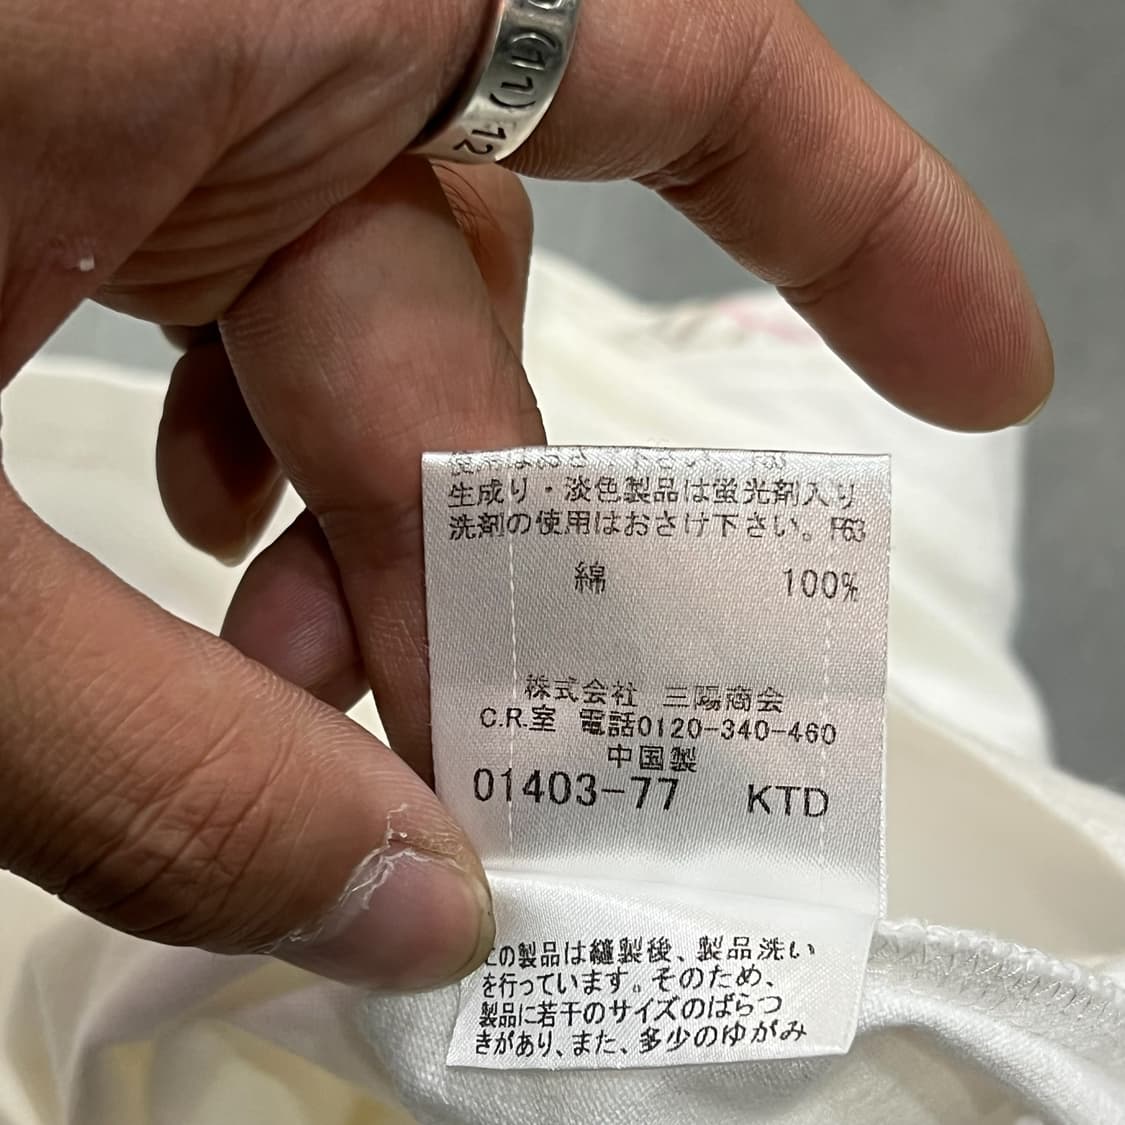 (11) 12
生成り・淡色製品は蛍光剤入り
洗剤の使用はおさけ下さい。F63
綿 100%
株式会社 三陽商会
C.R.室 電話0120-340-460
中国製
01403-77 KTD
この製品は縫製後、製品洗い
を行っています。そのため、
製品に若干のサイズのばらつ
きがあり、また、多少のゆがみ